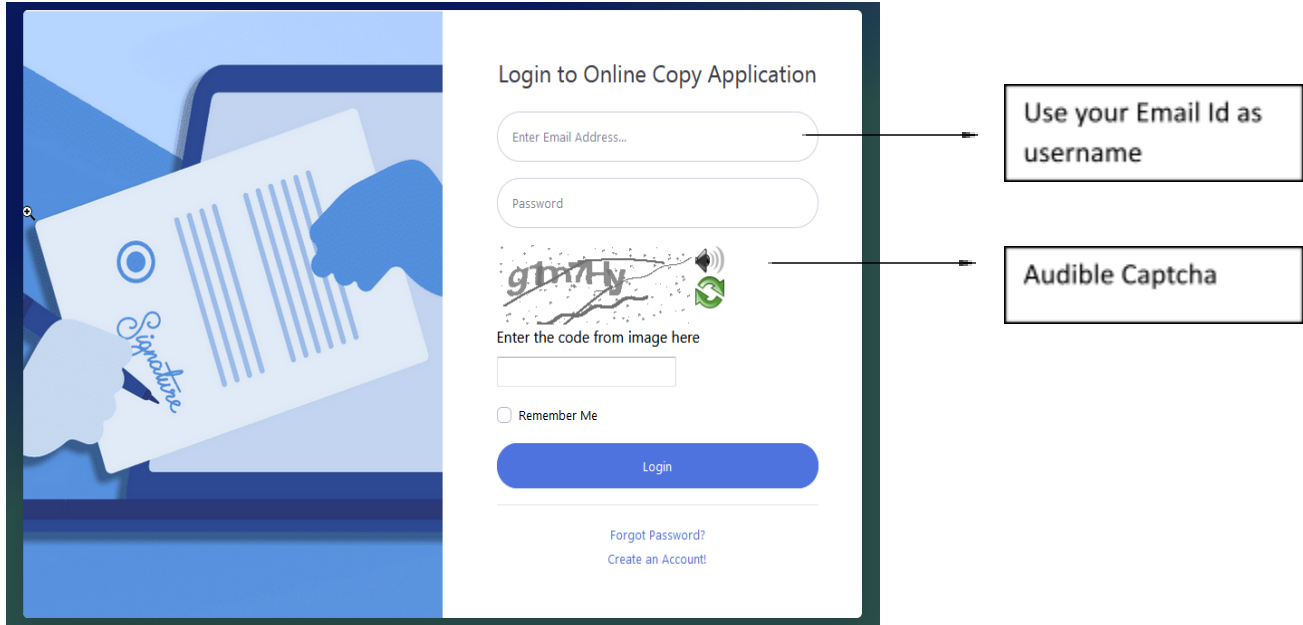 Login to Online Copy Application
Enter Email Address...
Use your Email Id as
username
Password
Audible Captcha
Signature
Enter the code from image here
Remember Me
Login
Forgot Password?
Create an Account!